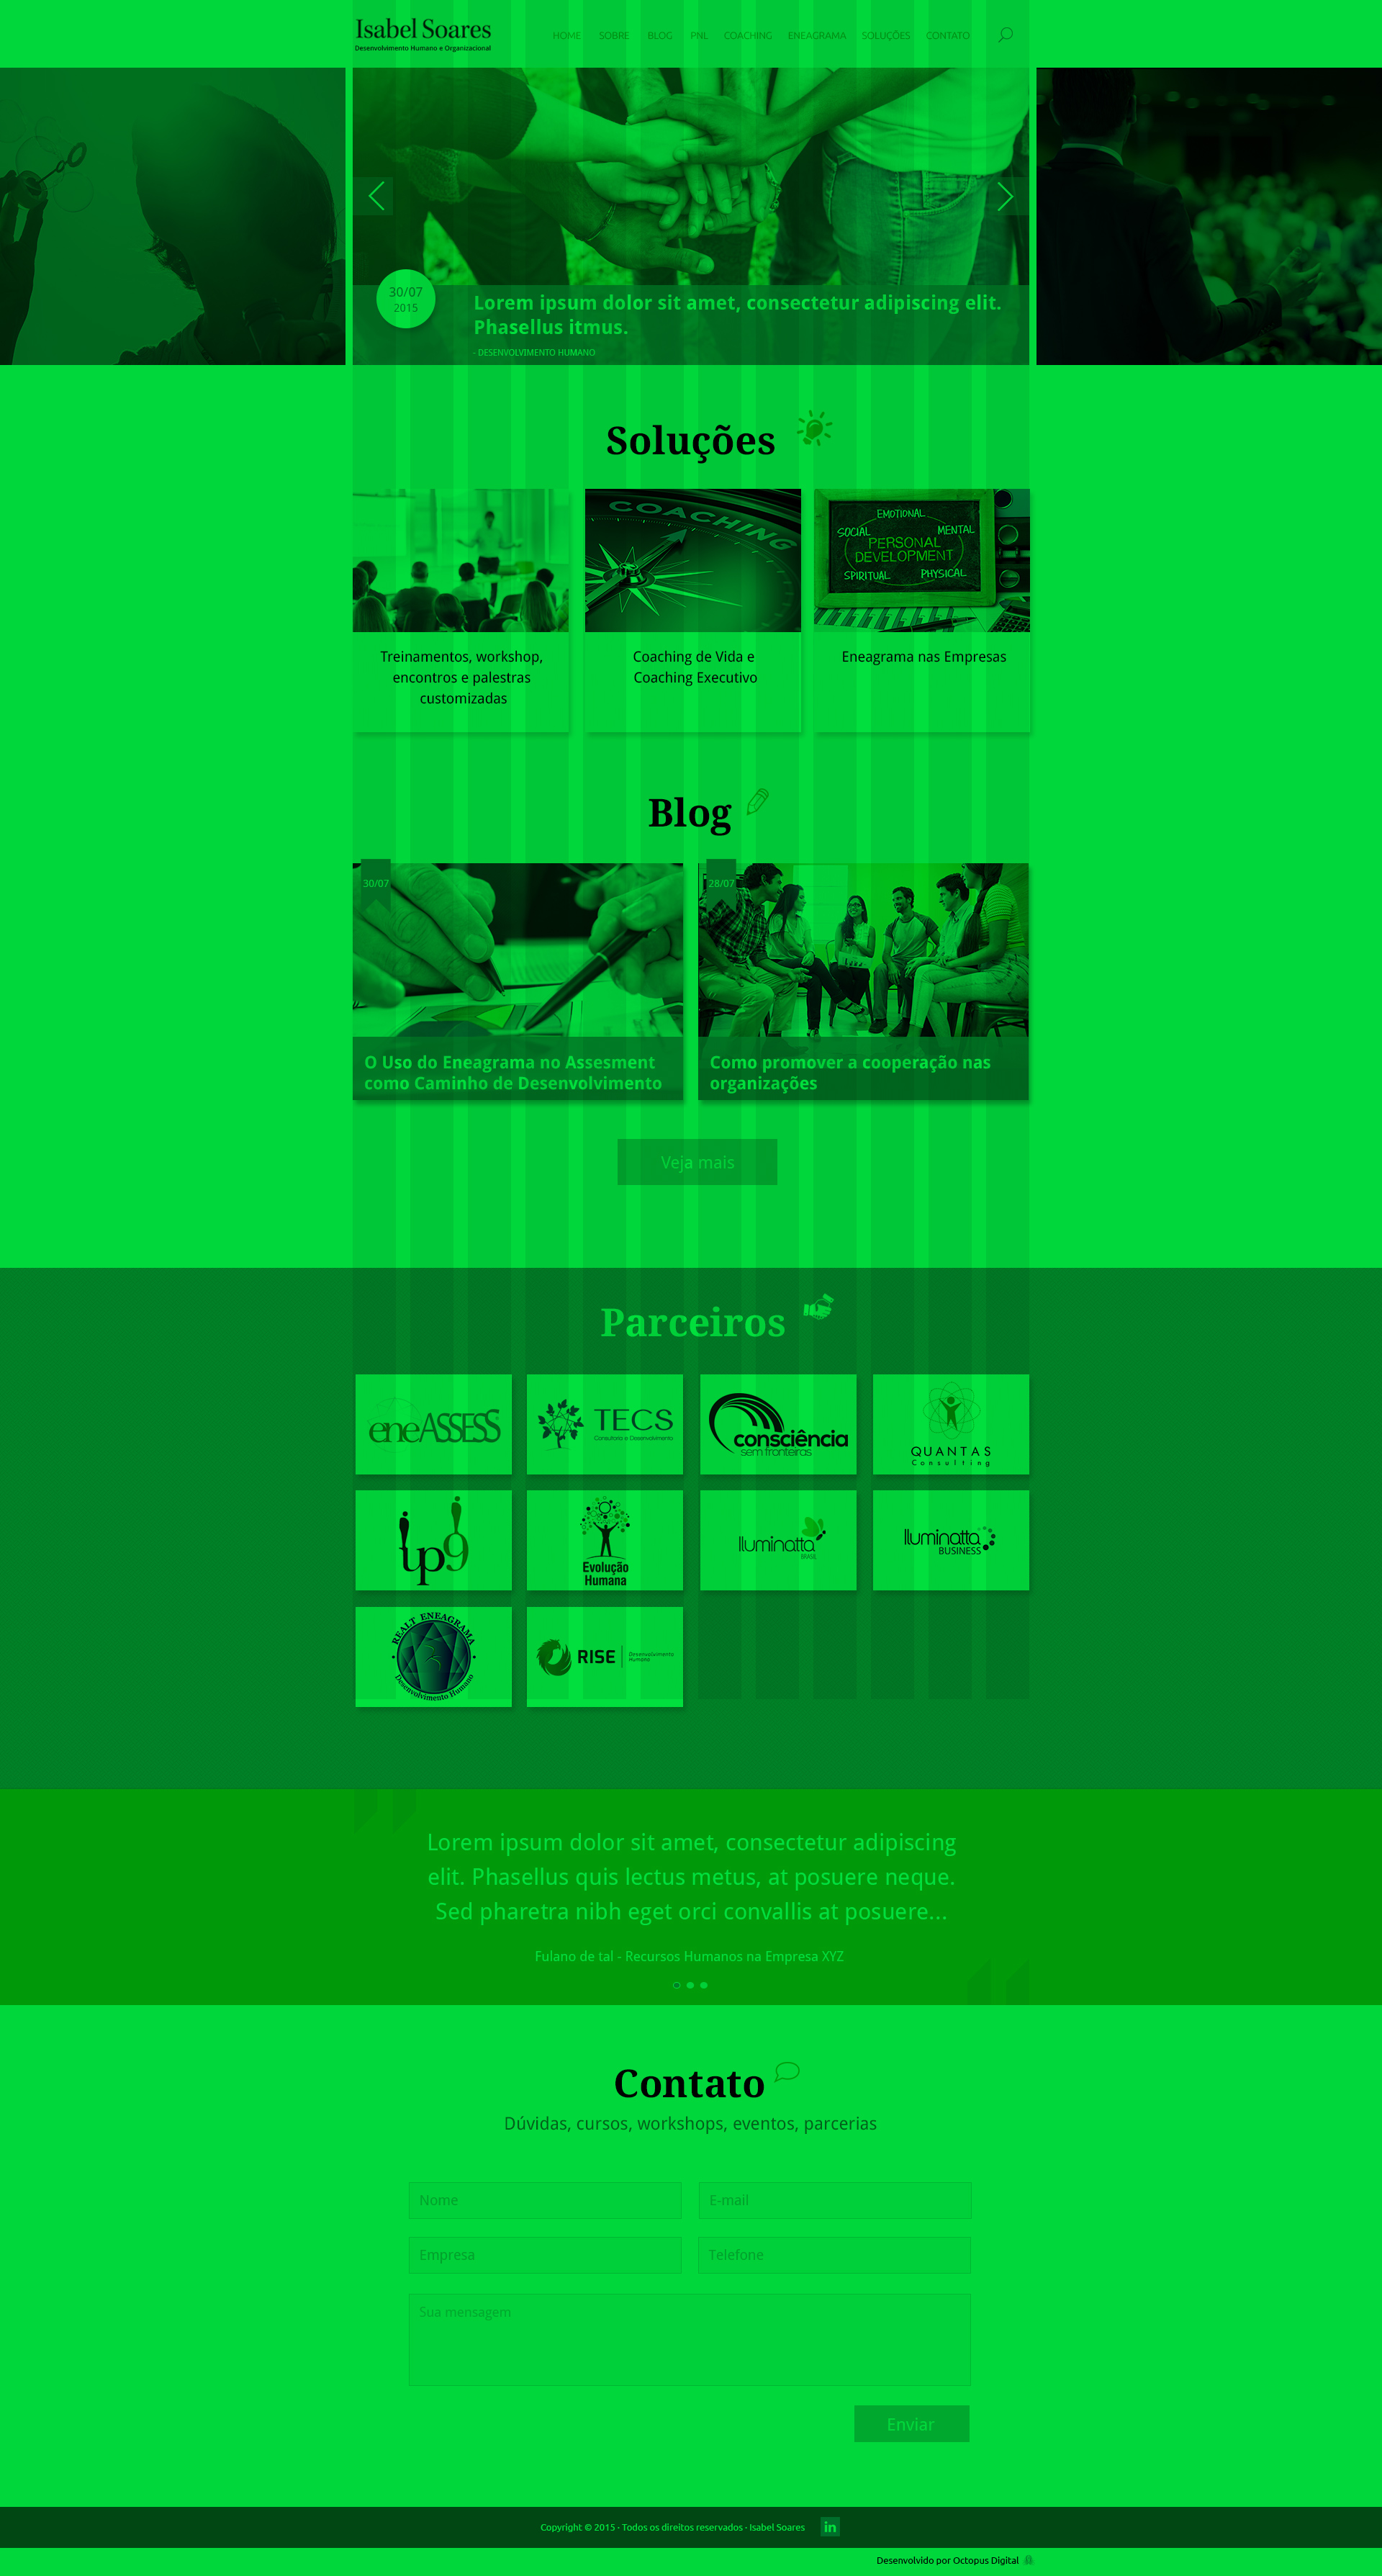 Isabel Soares
Desenvolvimento Humano e Organizacional
HOME SOBRE BLOG PNL COACHING ENEAGRAMA SOLUÇÕES CONTATO
30/07
2015
Lorem ipsum dolor sit amet, consectetur adipiscing elit.
Phasellus itmus.
- DESENVOLVIMENTO HUMANO
Soluções
COACHING
EMOTIONAL
SOCIAL
MENTAL
PERSONAL
DEVELOPMENT
SPIRITUAL
PHYSICAL
Treinamentos, workshop,
encontros e palestras
customizadas
Coaching de Vida e
Coaching Executivo
Eneagrama nas Empresas
Blog
30/07
O Uso do Eneagrama no Assesment
como Caminho de Desenvolvimento
28/07
Como promover a cooperação nas
organizações
Veja mais
Parceiros
eneASSESS
TECS
Consultoria e Desenvolvimento
consciência
sem fronteiras
QUANTAS
Consulting
up9
Evolução
Humana
Iluminatta
BRASIL
Iluminatta
BUSINESS
REALT ENEAGRAMA
Desenvolvimento Humano
RISE
Desenvolvimento
Humano
Lorem ipsum dolor sit amet, consectetur adipiscing
elit. Phasellus quis lectus metus, at posuere neque.
Sed pharetra nibh eget orci convallis at posuere...
Fulano de tal - Recursos Humanos na Empresa XYZ
Contato
Dúvidas, cursos, workshops, eventos, parcerias
Nome
E-mail
Empresa
Telefone
Sua mensagem
Enviar
Copyright © 2015 - Todos os direitos reservados - Isabel Soares
in
Desenvolvido por Octopus Digital